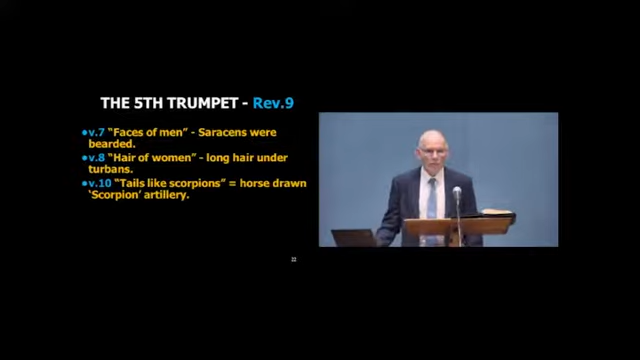 THE 5TH TRUMPET - Rev.9
●v.7 “Faces of men” - Saracens were
bearded.
●v.8 “Hair of women” - long hair under
turbans.
●v.10 “Tails like scorpions” = horse drawn
‘Scorpion’ artillery.
22